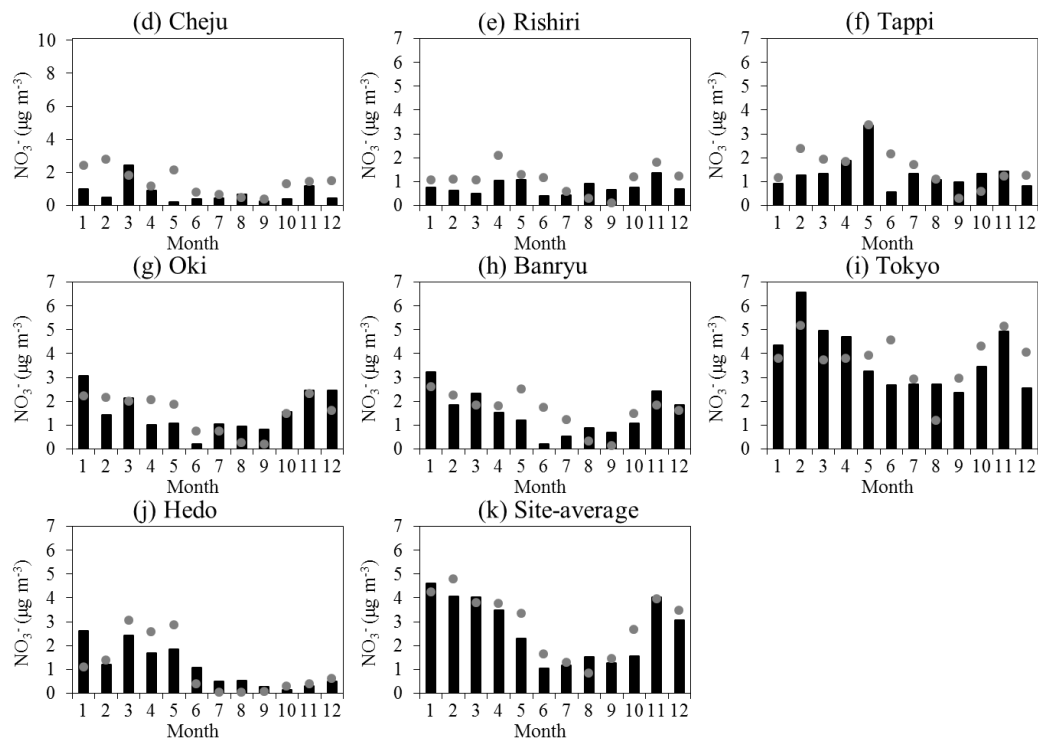 (d) Cheju
10
8
6
4
2
0
NO₃⁻ (μg m⁻³)
1 2 3 4 5 6 7 8 9 10 11 12
Month
(e) Rishiri
7
6
5
4
3
2
1
0
NO₃⁻ (μg m⁻³)
1 2 3 4 5 6 7 8 9 10 11 12
Month
(f) Tappi
7
6
5
4
3
2
1
0
NO₃⁻ (μg m⁻³)
1 2 3 4 5 6 7 8 9 10 11 12
Month
(g) Oki
7
6
5
4
3
2
1
0
NO₃⁻ (μg m⁻³)
1 2 3 4 5 6 7 8 9 10 11 12
Month
(h) Banryu
7
6
5
4
3
2
1
0
NO₃⁻ (μg m⁻³)
1 2 3 4 5 6 7 8 9 10 11 12
Month
(i) Tokyo
7
6
5
4
3
2
1
0
NO₃⁻ (μg m⁻³)
1 2 3 4 5 6 7 8 9 10 11 12
Month
(j) Hedo
7
6
5
4
3
2
1
0
NO₃⁻ (μg m⁻³)
1 2 3 4 5 6 7 8 9 10 11 12
Month
(k) Site-average
7
6
5
4
3
2
1
0
NO₃⁻ (μg m⁻³)
1 2 3 4 5 6 7 8 9 10 11 12
Month